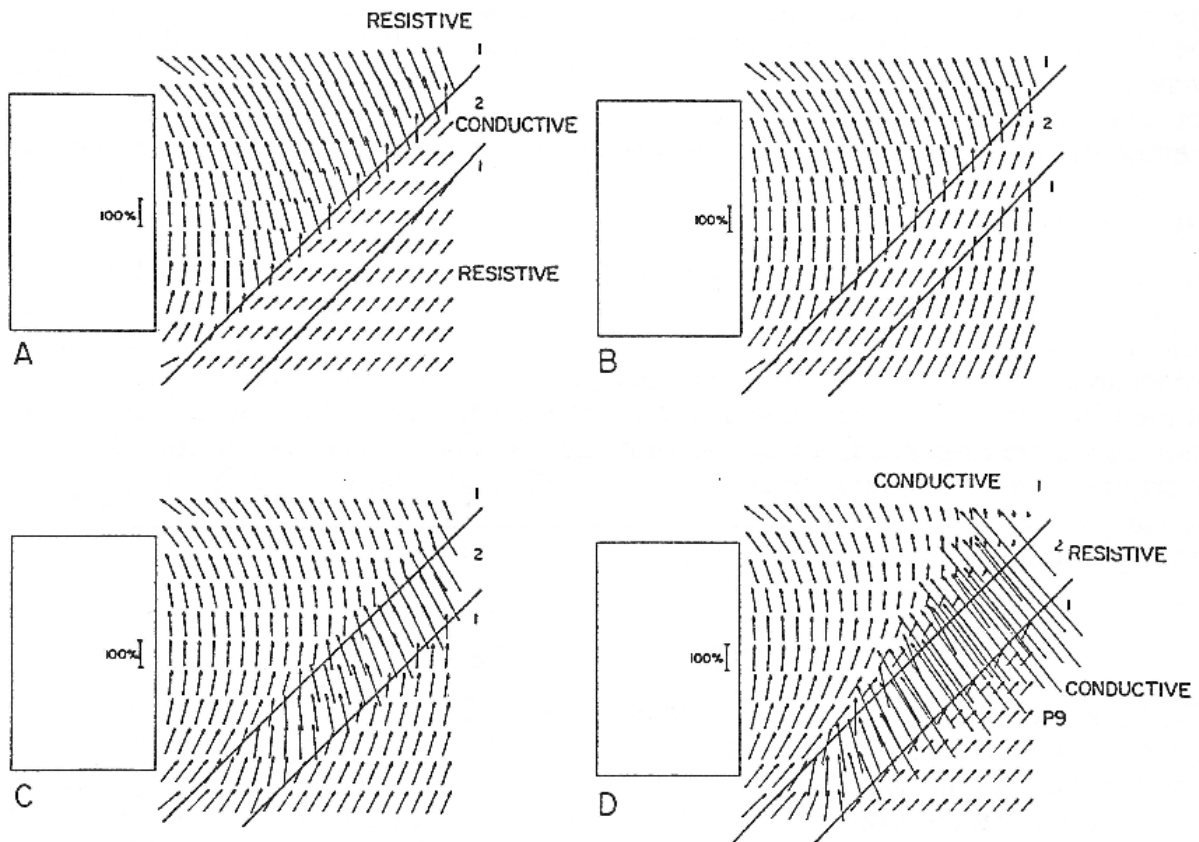 RESISTIVE
1
2
CONDUCTIVE
1
100%
RESISTIVE
A
1
2
1
100%
B
1
2
1
100%
C
CONDUCTIVE
1
2 RESISTIVE
1
100%
CONDUCTIVE
P9
D